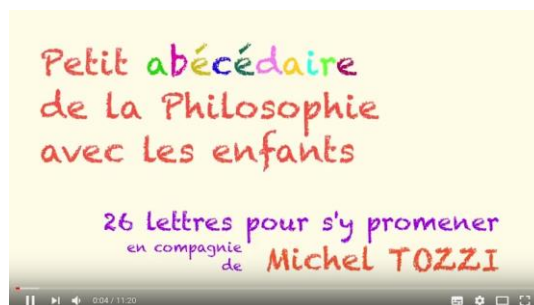 Petit abécédaire
de la Philosophie
avec les enfants
26 lettres pour s'y promener
en compagnie
de Michel TOZZI
0:04 / 11:20